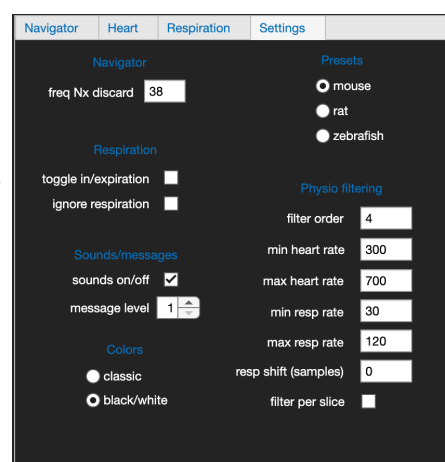 Navigator Heart Respiration Settings
Navigator
freq Nx discard 38
Respiration
toggle in/expiration
ignore respiration
Sounds/messages
sounds on/off
message level 1
Colors
classic
black/white
Presets
mouse
rat
zebrafish
Physio filtering
filter order 4
min heart rate 300
max heart rate 700
min resp rate 30
max resp rate 120
resp shift (samples) 0
filter per slice